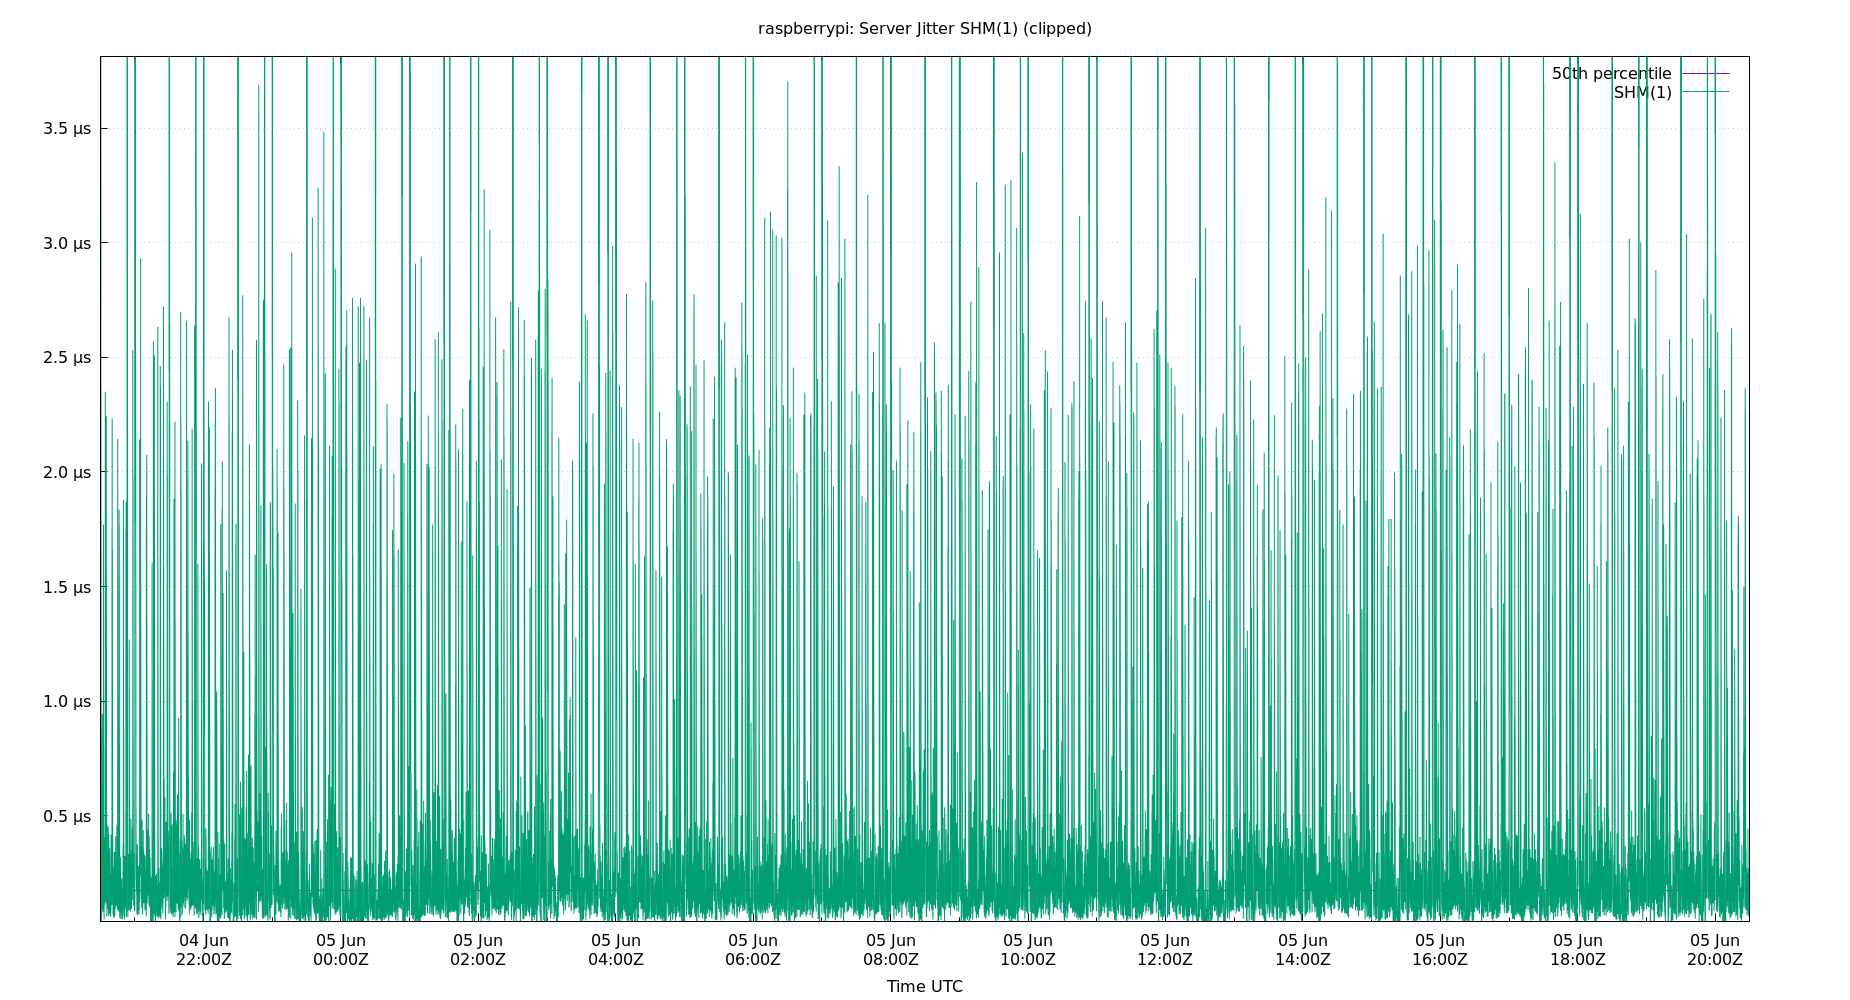 raspberrypi: Server Jitter SHM(1) (clipped)
50th percentile
SHM(1)
3.5 µs
3.0 µs
2.5 µs
2.0 µs
1.5 µs
1.0 µs
0.5 µs
04 Jun 05 Jun 05 Jun 05 Jun 05 Jun 05 Jun 05 Jun 05 Jun 05 Jun 05 Jun 05 Jun 05 Jun
22:00Z 00:00Z 02:00Z 04:00Z 06:00Z 08:00Z 10:00Z 12:00Z 14:00Z 16:00Z 18:00Z 20:00Z
Time UTC